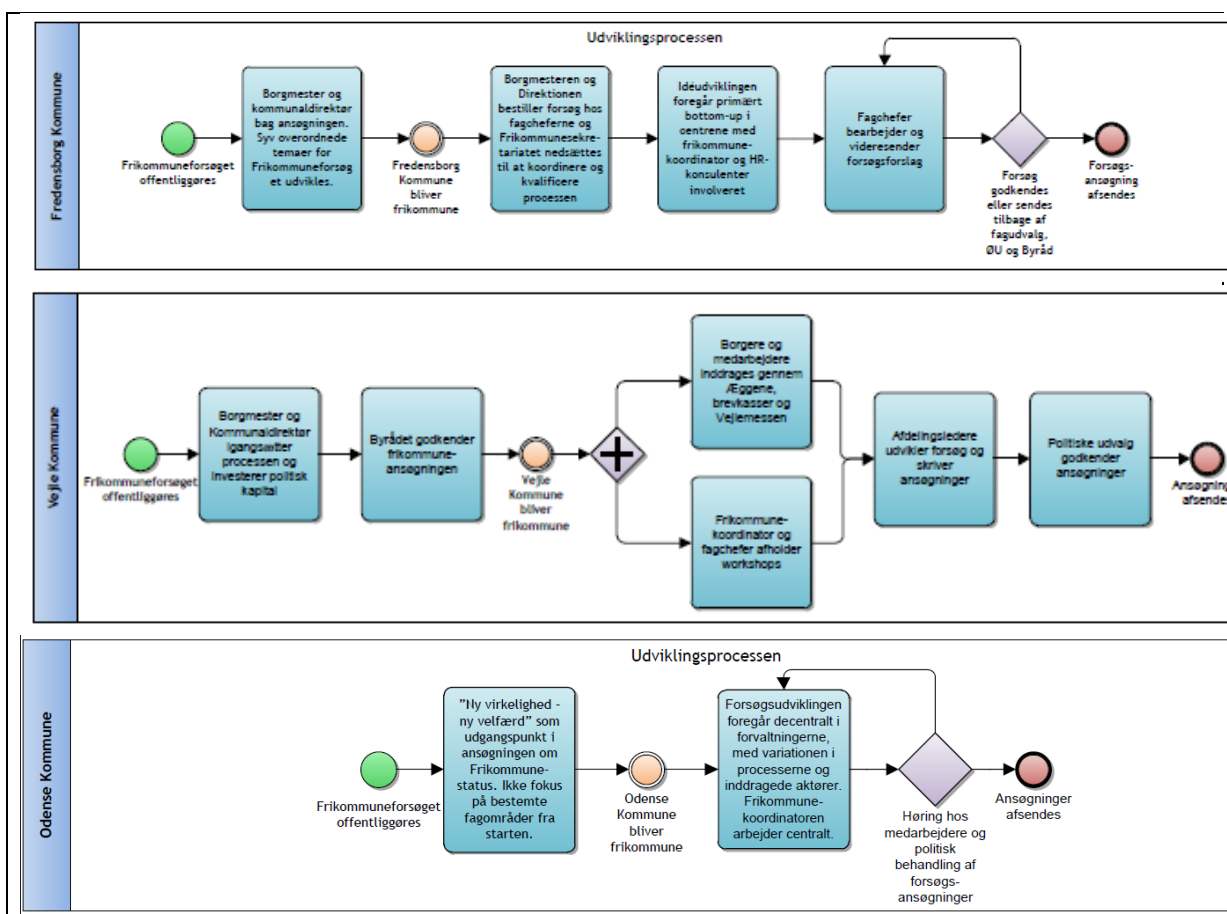 Udviklingsprocessen
Fredensborg Kommune
Frikommuneforsøget
offentliggøres
Borgmester og
kommunaldirektør
bag ansøgningen.
Syv overordnede
temaer for
Frikommuneforsøg
et udvikles.
Fredensborg
Kommune
bliver
frikommune
Borgmesteren og
Direktionen
bestiller forsøg hos
fagcheferne og
Frikommunesekre-
tariatet nedsættes
til at koordinere og
kvalificere
processen
Idéudviklingen
foregår primært
bottom-up i
centrene med
frikommune-
koordinator og HR-
konsulenter
involveret
Fagchefer
bearbejder og
videresender
forsøgsforslag
Forsøg
godkendes
eller sendes
tilbage af
fagudvalg,
ØU og Byråd
Forsøgs-
ansøgning
afsendes
Vejle Kommune
Frikommuneforsøget
offentliggøres
Borgmester og
Kommunaldirektør
igangsætter
processen og
investerer politisk
kapital
Byrådet godkender
frikommune-
ansøgningen
Vejle
Kommune
bliver
frikommune
Borgere og
medarbejdere
inddrages gennem
Æggene,
brevkasser og
Vejlemessen
Frikommune-
koordinator og
fagchefer afholder
workshops
Afdelingsledere
udvikler forsøg og
skriver
ansøgninger
Politiske udvalg
godkender
ansøgninger
Ansøgning
afsendes
Udviklingsprocessen
Odense Kommune
Frikommuneforsøget
offentliggøres
”Ny virkelighed -
ny velfærd” som
udgangspunkt i
ansøgningen om
Frikommune-
status. Ikke fokus
på bestemte
fagområder fra
starten.
Odense
Kommune
bliver
frikommune
Forsøgsudviklingen
foregår decentralt i
forvaltningerne,
med variationen i
processerne og
inddragede aktører.
Frikommune-
koordinatoren
arbejder centralt.
Høring hos
medarbejdere og
politisk
behandling af
forsøgs-
ansøgninger
Ansøgninger
afsendes